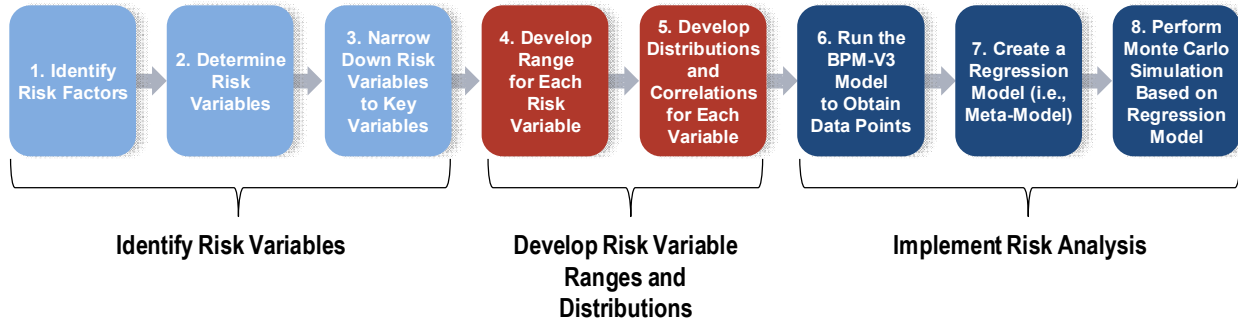 1. Identify
Risk Factors
2. Determine
Risk
Variables
3. Narrow
Down Risk
Variables
to Key
Variables
4. Develop
Range
for Each
Risk
Variable
5. Develop
Distributions
and
Correlations
for Each
Variable
6. Run the
BPM-V3
Model
to Obtain
Data Points
7. Create a
Regression
Model (i.e.,
Meta-Model)
8. Perform
Monte Carlo
Simulation
Based on
Regression
Model
Identify Risk Variables
Develop Risk Variable
Ranges and
Distributions
Implement Risk Analysis